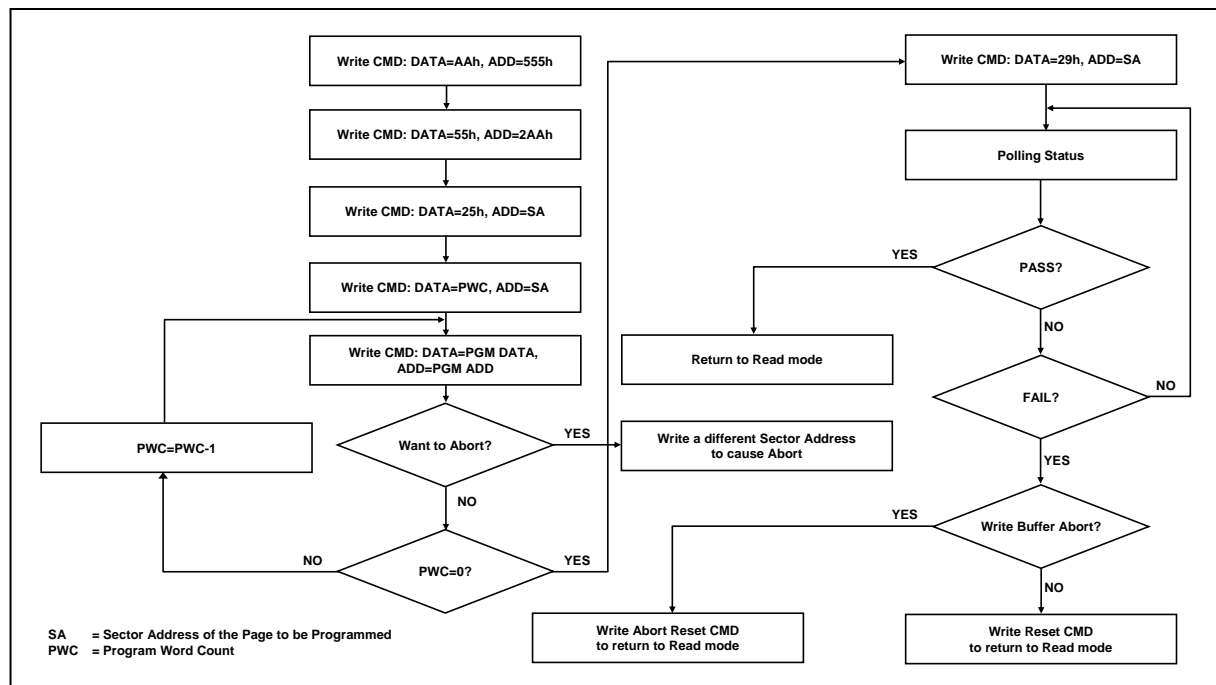 Write CMD: DATA=AAh, ADD=555h
Write CMD: DATA=55h, ADD=2AAh
Write CMD: DATA=25h, ADD=SA
Write CMD: DATA=PWC, ADD=SA
Write CMD: DATA=PGM DATA,
ADD=PGM ADD
Want to Abort?
YES
Write a different Sector Address
to cause Abort
NO
PWC=0?
NO
PWC=PWC-1
YES
Write CMD: DATA=29h, ADD=SA
Polling Status
PASS?
YES
Return to Read mode
NO
FAIL?
NO
YES
Write Buffer Abort?
YES
Write Abort Reset CMD
to return to Read mode
NO
Write Reset CMD
to return to Read mode
SA = Sector Address of the Page to be Programmed
PWC = Program Word Count